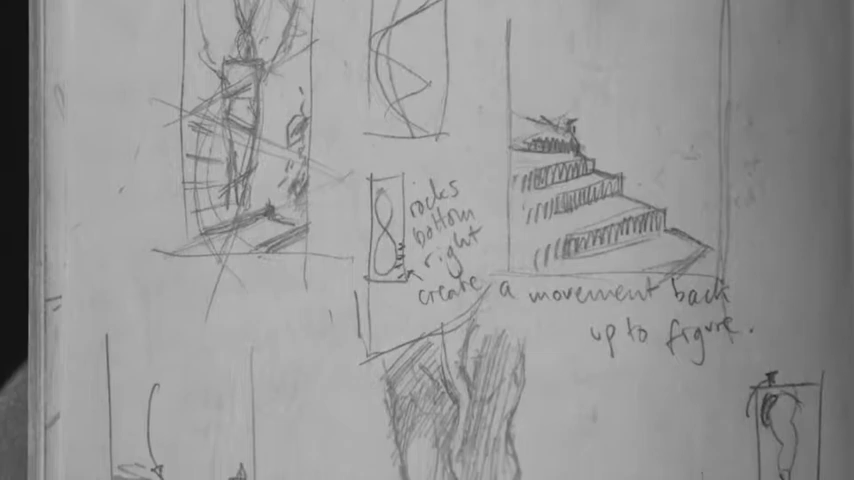 rocks
bottom
right
create a movement back
up to figure.